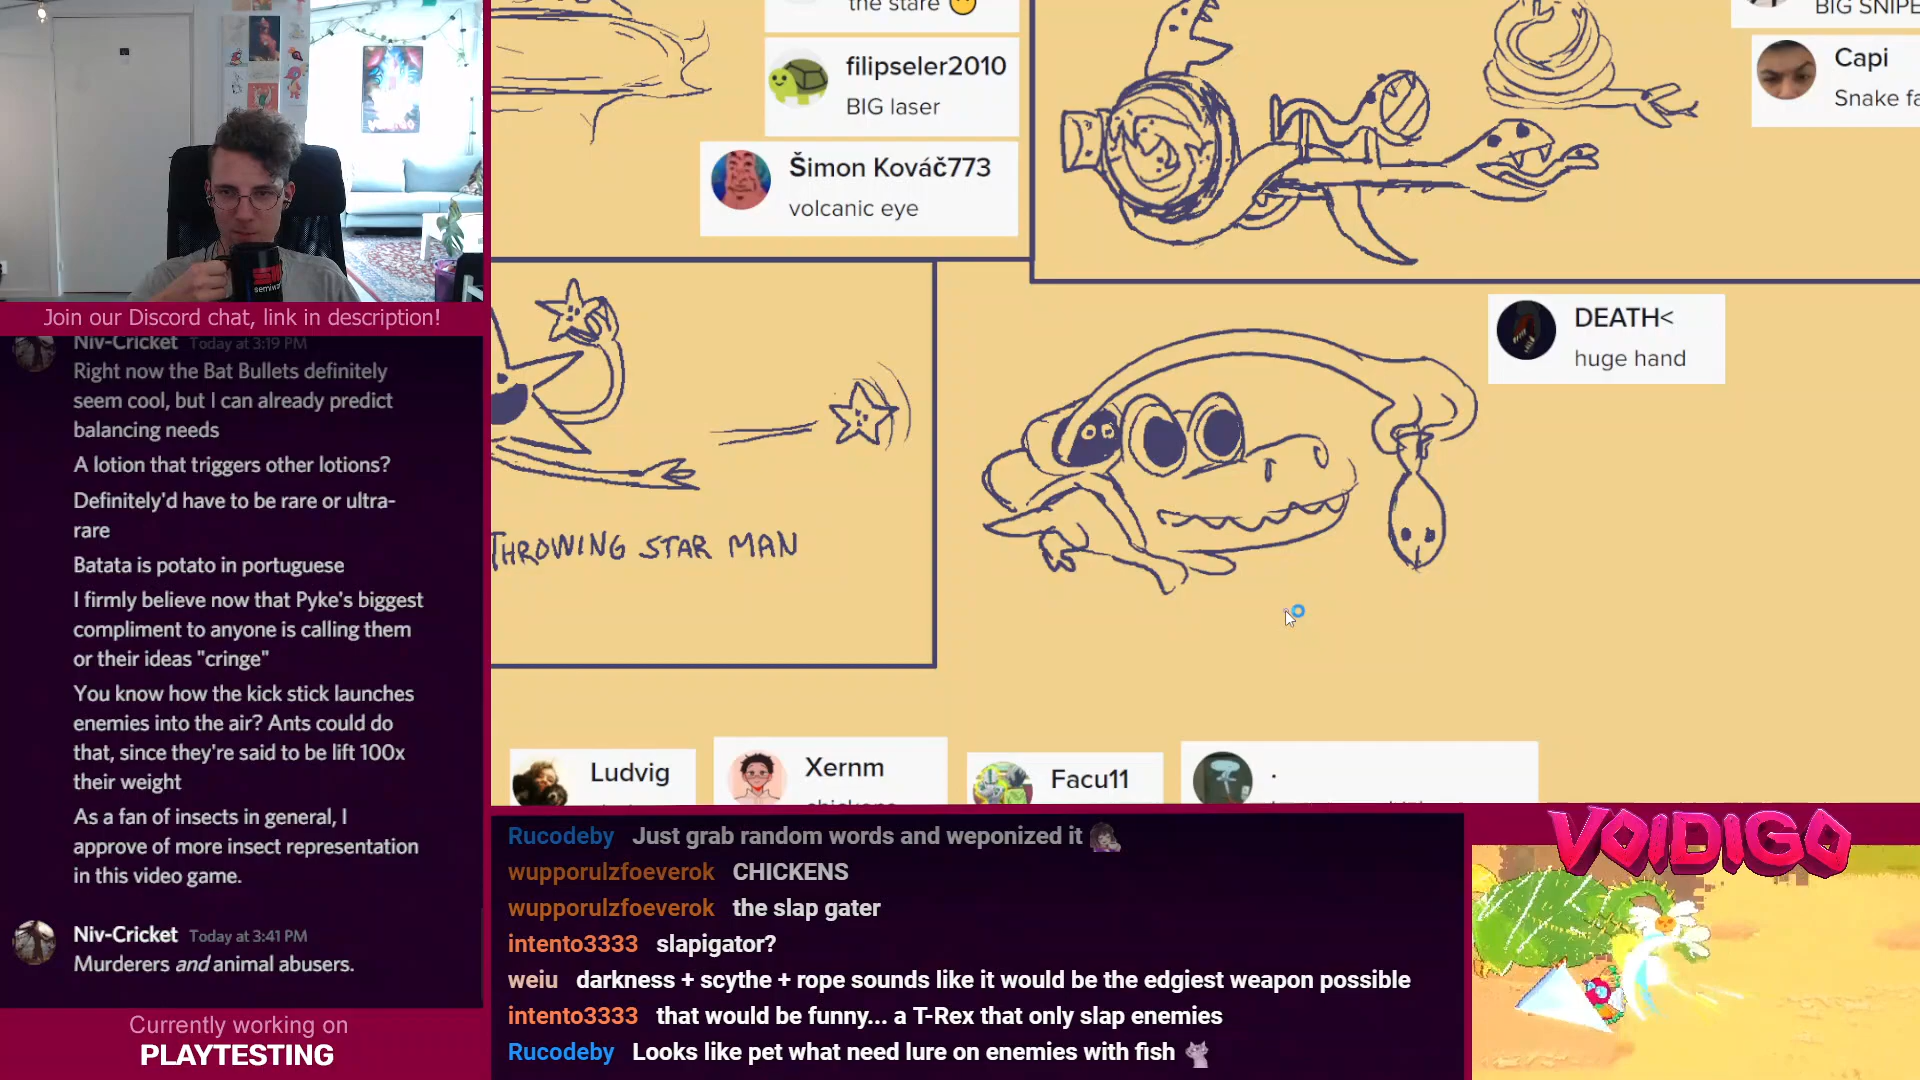 Join our Discord chat, link in description!
Niv-Cricket Today at 3:19 PM
Right now the Bat Bullets definitely
seem cool, but I can already predict
balancing needs
A lotion that triggers other lotions?
Definitely'd have to be rare or ultra-
rare
Batata is potato in portuguese
I firmly believe now that Pyke's biggest
compliment to anyone is calling them
or their ideas "cringe"
You know how the kick stick launches
enemies into the air? Ants could do
that, since they're said to be lift 100x
their weight
As a fan of insects in general, I
approve of more insect representation
in this video game.
Niv-Cricket Today at 3:41 PM
Murderers and animal abusers.
Currently working on
PLAYTESTING
the stare
filipseler2010
BIG laser
Šimon Kováč773
volcanic eye
BIG SNIPE
Capi
Snake fa
DEATH<
huge hand
THROWING STAR MAN
Ludvig
Xernm
chickens
Facu11
.
Rucodeby Just grab random words and weponized it
wupporulzfoeverok CHICKENS
wupporulzfoeverok the slap gater
intento3333 slapigator?
weiu darkness + scythe + rope sounds like it would be the edgiest weapon possible
intento3333 that would be funny... a T-Rex that only slap enemies
Rucodeby Looks like pet what need lure on enemies with fish
VOIDIGO